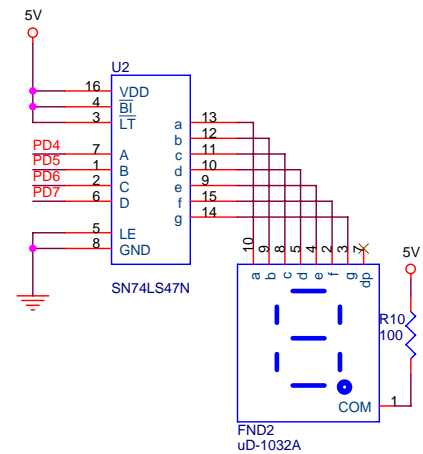 5V
U2
16 VDD
4 BI
3 LT
PD4 7 A
PD5 1 B
PD6 2 C
PD7 6 D
5 LE
8 GND
a 13
b 12
c 11
d 10
e 9
f 15
g 14
SN74LS47N
10 9 8 5 4 2 3 7
a b c d e f g dp
5V
R10
100
COM 1
FND2
uD-1032A